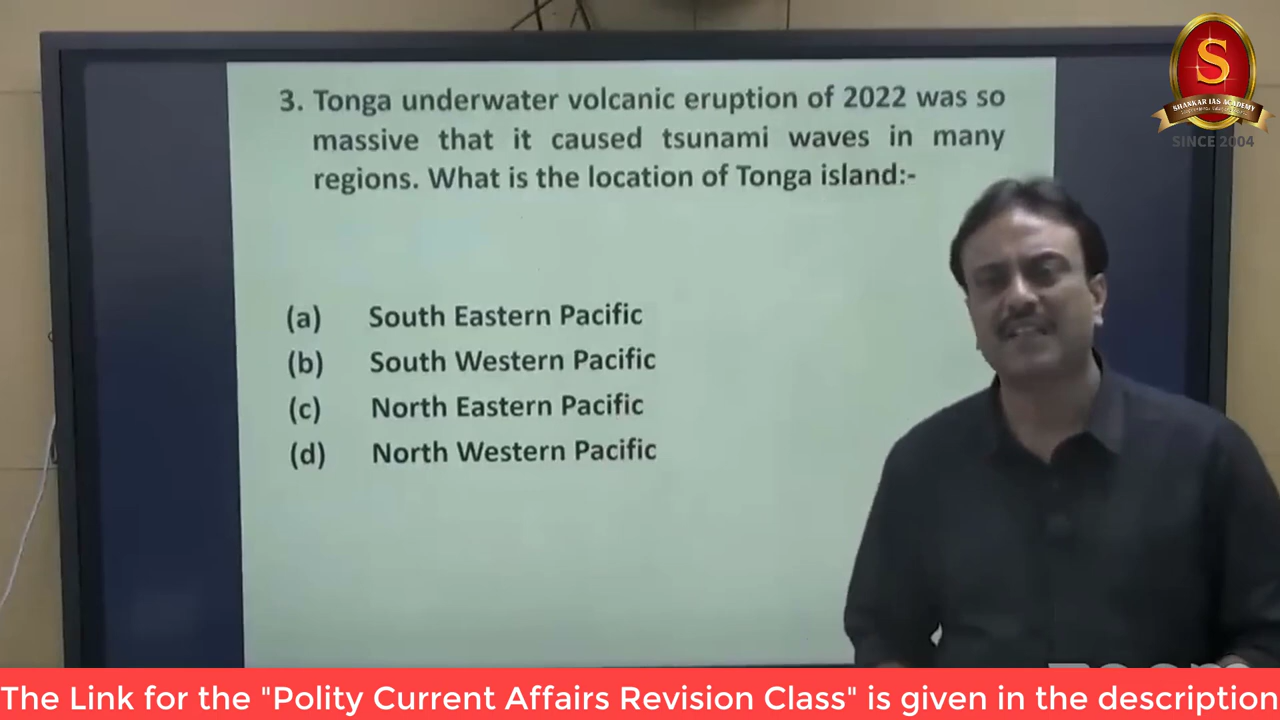 S
SHANKAR IAS ACADEMY
SINCE 2004
3. Tonga underwater volcanic eruption of 2022 was so
massive that it caused tsunami waves in many
regions. What is the location of Tonga island:-
(a) South Eastern Pacific
(b) South Western Pacific
(c) North Eastern Pacific
(d) North Western Pacific
The Link for the "Polity Current Affairs Revision Class" is given in the description